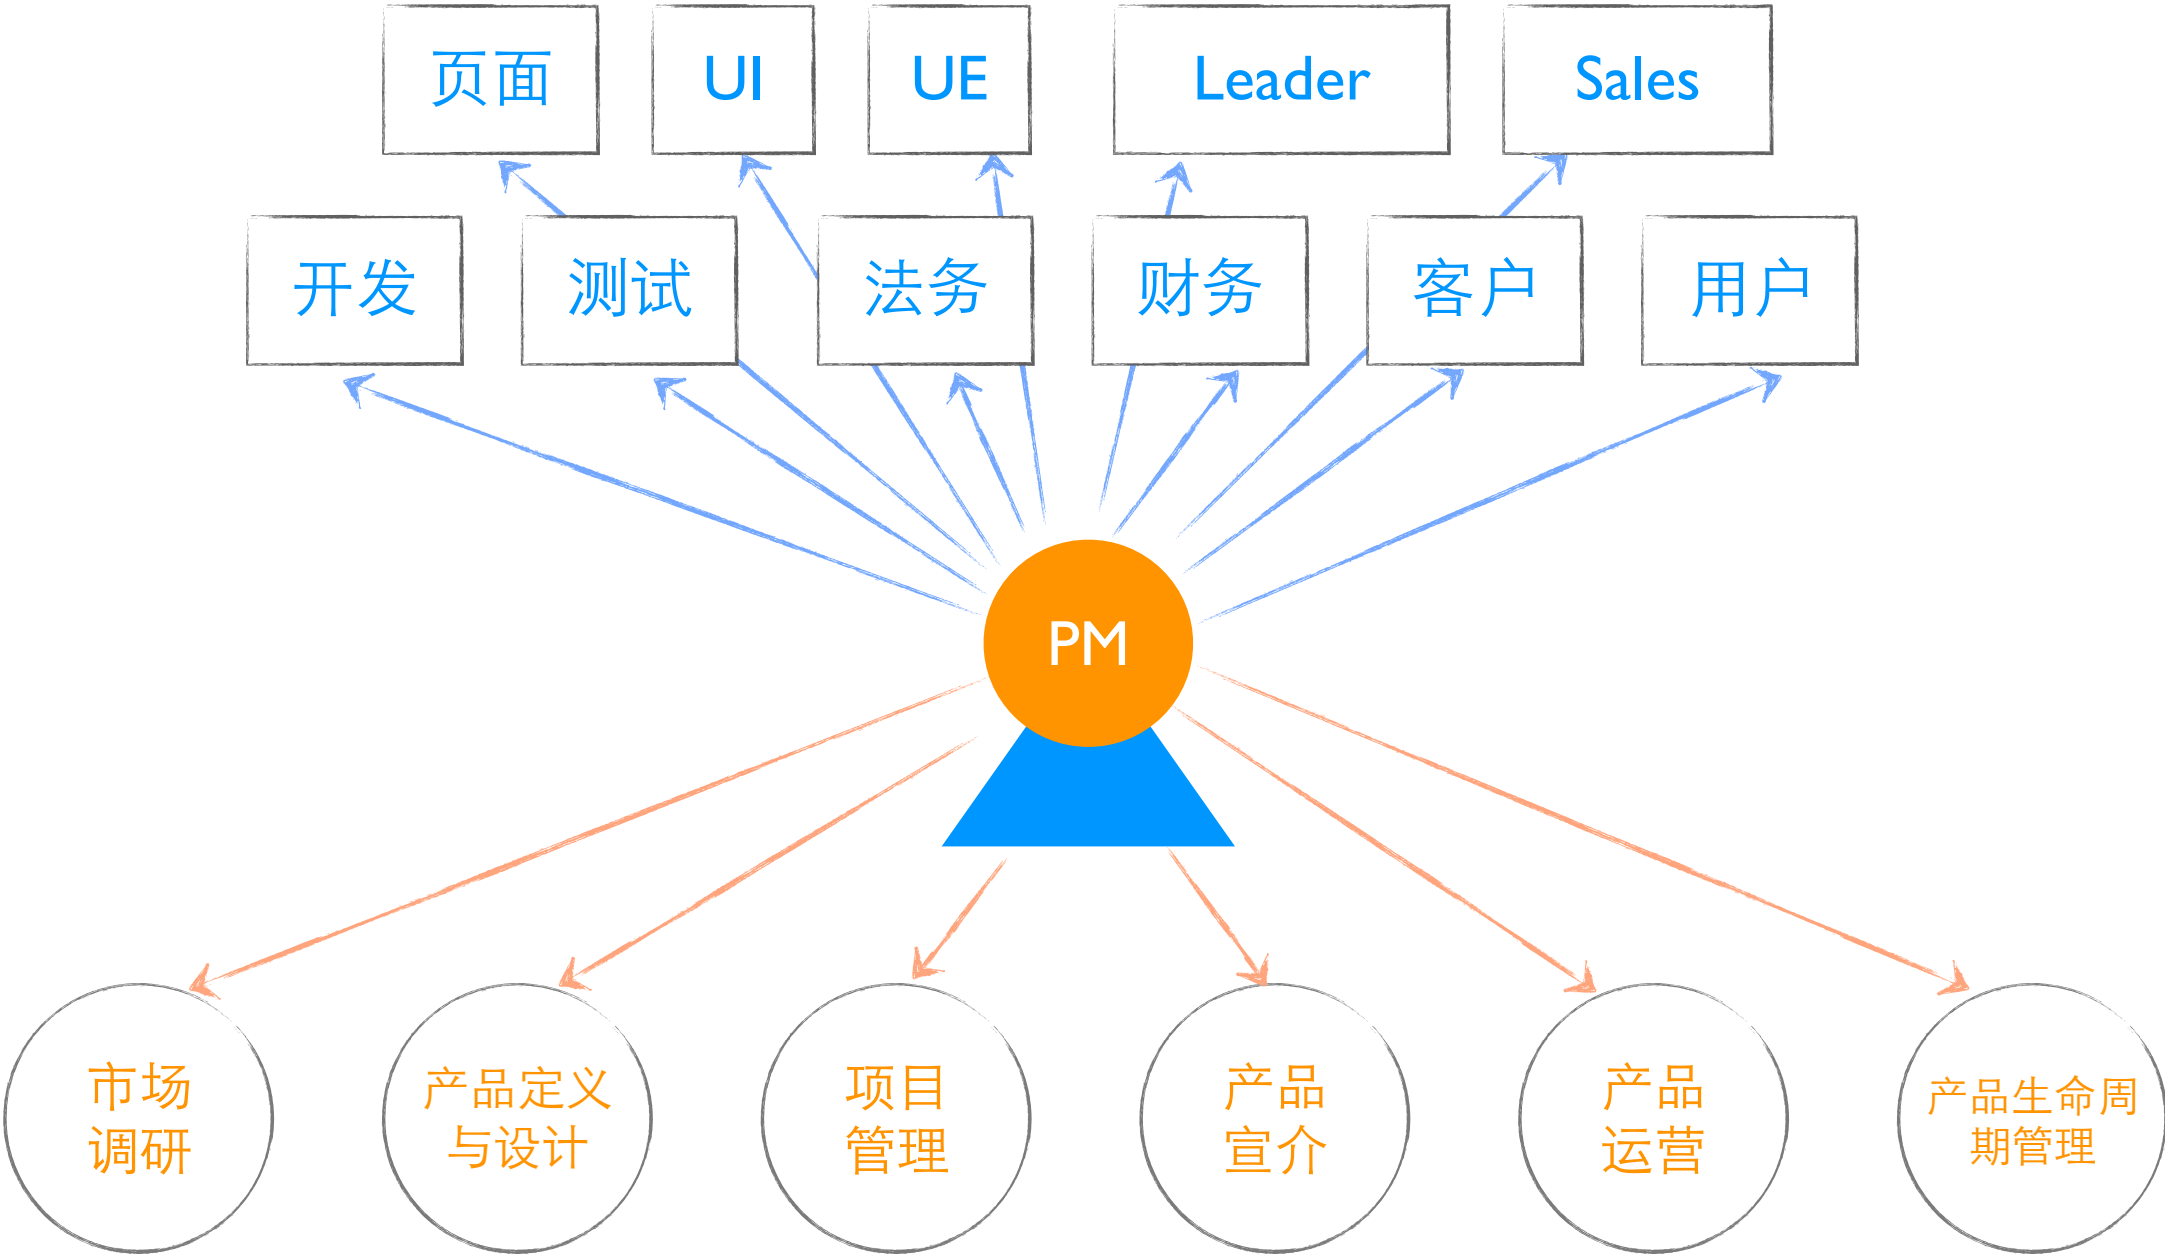 页面
UI
UE
Leader
Sales
开发
测试
法务
财务
客户
用户
PM
市场
调研
产品定义
与设计
项目
管理
产品
宣介
产品
运营
产品生命周
期管理